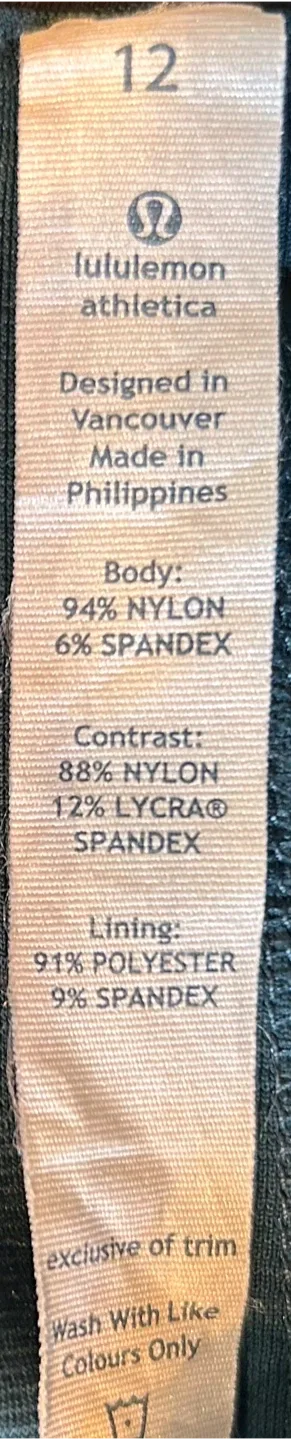 12
lululemon
athletica
Designed in
Vancouver
Made in
Philippines
Body:
94% NYLON
6% SPANDEX
Contrast:
88% NYLON
12% LYCRA®
SPANDEX
Lining:
91% POLYESTER
9% SPANDEX
exclusive of trim
Wash With Like
Colours Only